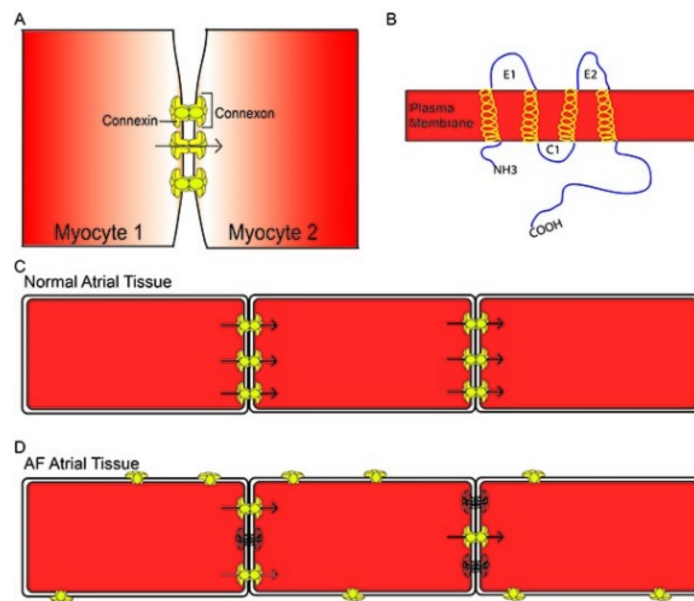 A
Connexin
Connexon
Myocyte 1
Myocyte 2
B
E1
E2
Plasma
Membrane
C1
NH3
COOH
C
Normal Atrial Tissue
D
AF Atrial Tissue